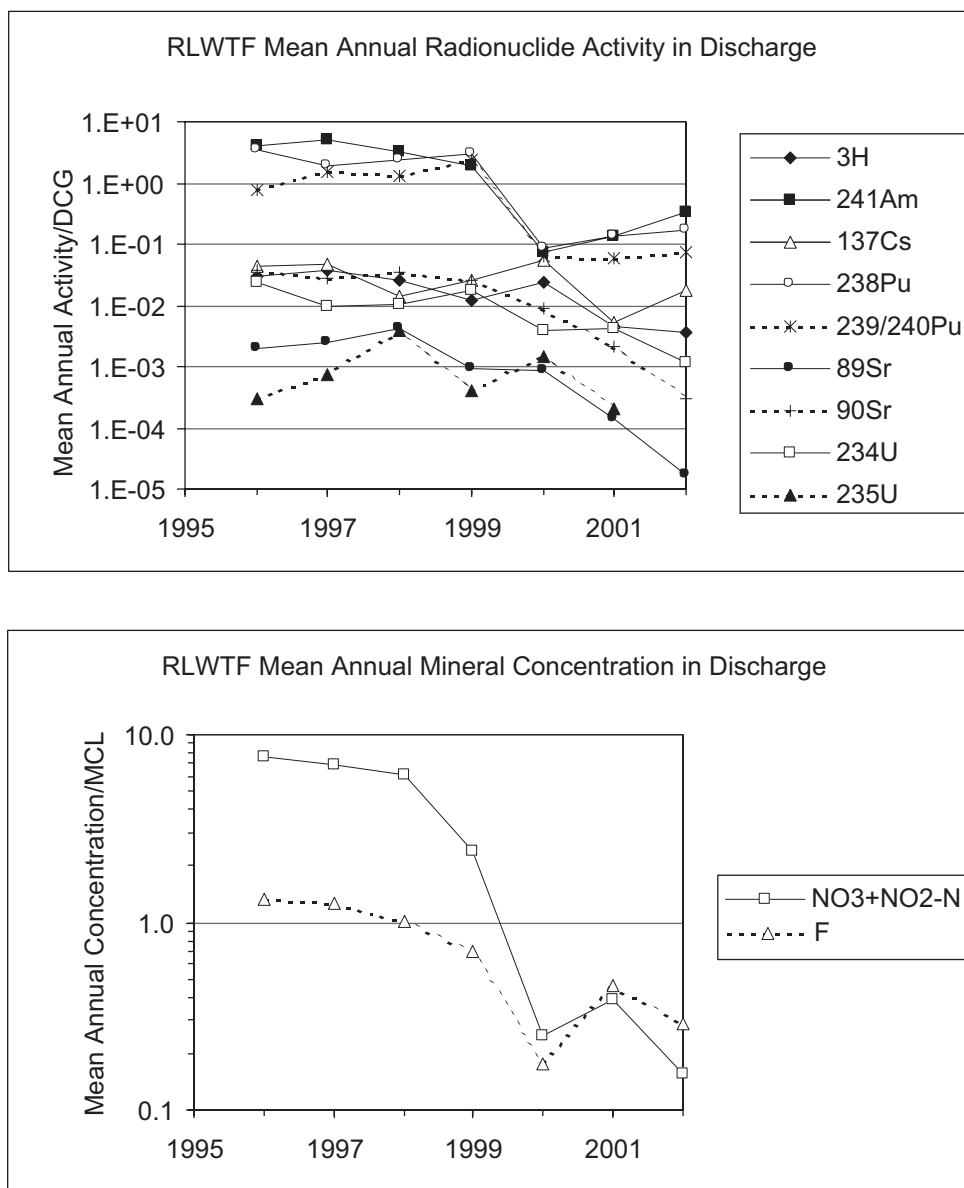 RLWTF Mean Annual Radionuclide Activity in Discharge
Mean Annual Activity/DCG
1.E+01
1.E+00
1.E-01
1.E-02
1.E-03
1.E-04
1.E-05
1995 1997 1999 2001
3H
241Am
137Cs
238Pu
239/240Pu
89Sr
90Sr
234U
235U
RLWTF Mean Annual Mineral Concentration in Discharge
Mean Annual Concentration/MCL
10.0
1.0
0.1
1995 1997 1999 2001
NO3+NO2-N
F